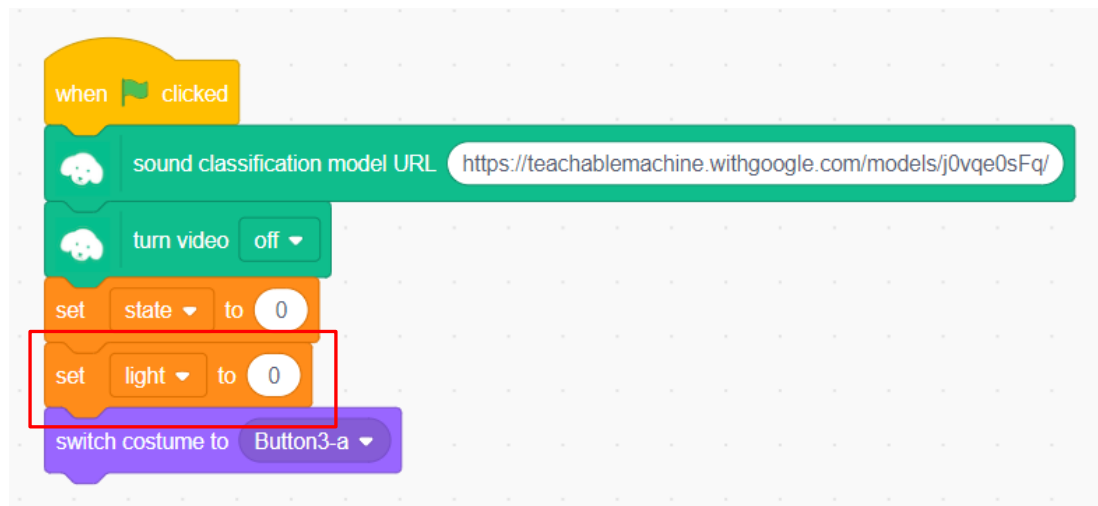 when clicked
sound classification model URL https://teachablemachine.withgoogle.com/models/j0vqe0sFq/
turn video off
set state to 0
set light to 0
switch costume to Button3-a